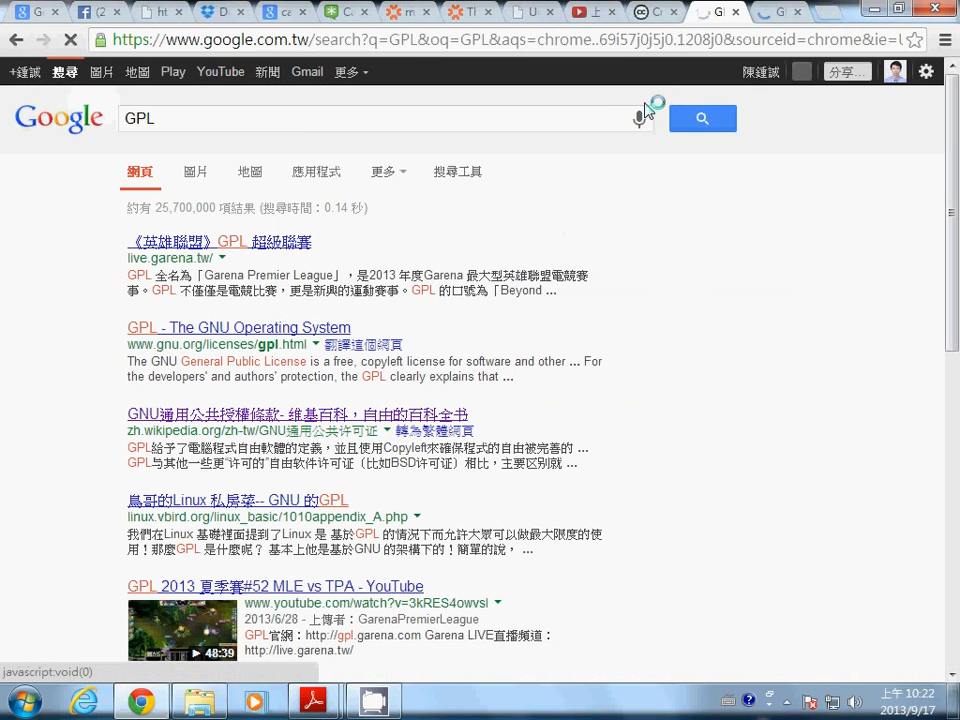 G
(2
ht
D
ca
C
m
Tl
U
上
Cr
G
G
https://www.google.com.tw/search?q=GPL&oq=GPL&aqs=chrome..69i57j0j5j0.1208j0&sourceid=chrome&ie=U
+鍾誠 搜尋 圖片 地圖 Play YouTube 新聞 Gmail 更多 陳鍾誠 分享...
Google GPL
網頁 圖片 地圖 應用程式 更多 搜尋工具
約有 25,700,000 項結果 (搜尋時間：0.14 秒)
《英雄聯盟》GPL 超級聯賽
live.garena.tw/
GPL 全名為「Garena Premier League」，是2013 年度Garena 最大型英雄聯盟電競賽
事。GPL 不僅僅是電競比賽，更是新興的運動賽事。GPL 的口號為「Beyond ...
GPL - The GNU Operating System
www.gnu.org/licenses/gpl.html 翻譯這個網頁
The GNU General Public License is a free, copyleft license for software and other ... For
the developers' and authors' protection, the GPL clearly explains that ...
GNU通用公共授權條款- 维基百科，自由的百科全书
zh.wikipedia.org/zh-tw/GNU通用公共许可证 轉為繁體網頁
GPL給予了電腦程式自由軟體的定義，並且使用Copyleft來確保程式的自由被完善的 ...
GPL与其他一些更“许可的”自由软件许可证（比如BSD许可证）相比，主要区别就 ...
鳥哥的Linux 私房菜-- GNU 的GPL
linux.vbird.org/linux_basic/1010appendix_A.php
我們在Linux 基礎裡面提到了Linux 是 基於GPL 的情況下而允許大眾可以做最大限度的使
用！那麼GPL 是什麼呢？ 基本上他是基於GNU 的架構下的！簡單的說， ...
GPL 2013 夏季賽#52 MLE vs TPA - YouTube
www.youtube.com/watch?v=3kRES4owvsI
2013/6/28 - 上傳者：GarenaPremierLeague
GPL官網：http://gpl.garena.com Garena LIVE直播頻道：
http://live.garena.tw/
48:39
javascript:void(0)
上午 10:22
2013/9/17